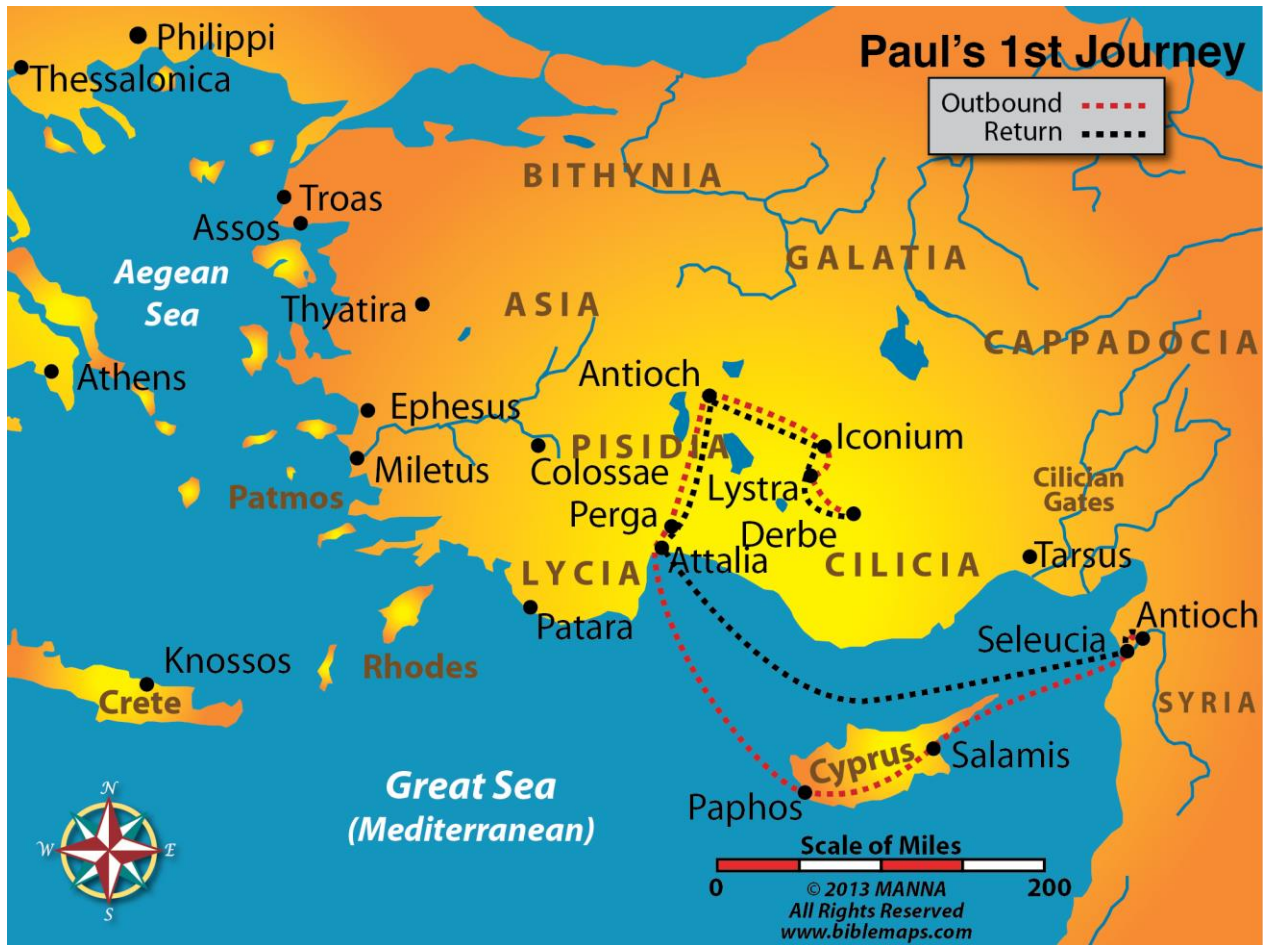 Paul's 1st Journey
Outbound
Return
Philippi
Thessalonica
BITHYNIA
Troas
Assos
GALATIA
Aegean
Sea
ASIA
Thyatira
CAPPADOCIA
Athens
Antioch
Ephesus
Iconium
PISIDIA
Miletus
Colossae
Lystra
Cilician
Gates
Patmos
Perga
Derbe
Attalia
Tarsus
LYCIA
CILICIA
Patara
Antioch
Seleucia
Knossos
Rhodes
Crete
SYRIA
Cyprus
Salamis
Great Sea
(Mediterranean)
Paphos
N
W
E
S
Scale of Miles
0
200
© 2013 MANNA
All Rights Reserved
www.biblemaps.com